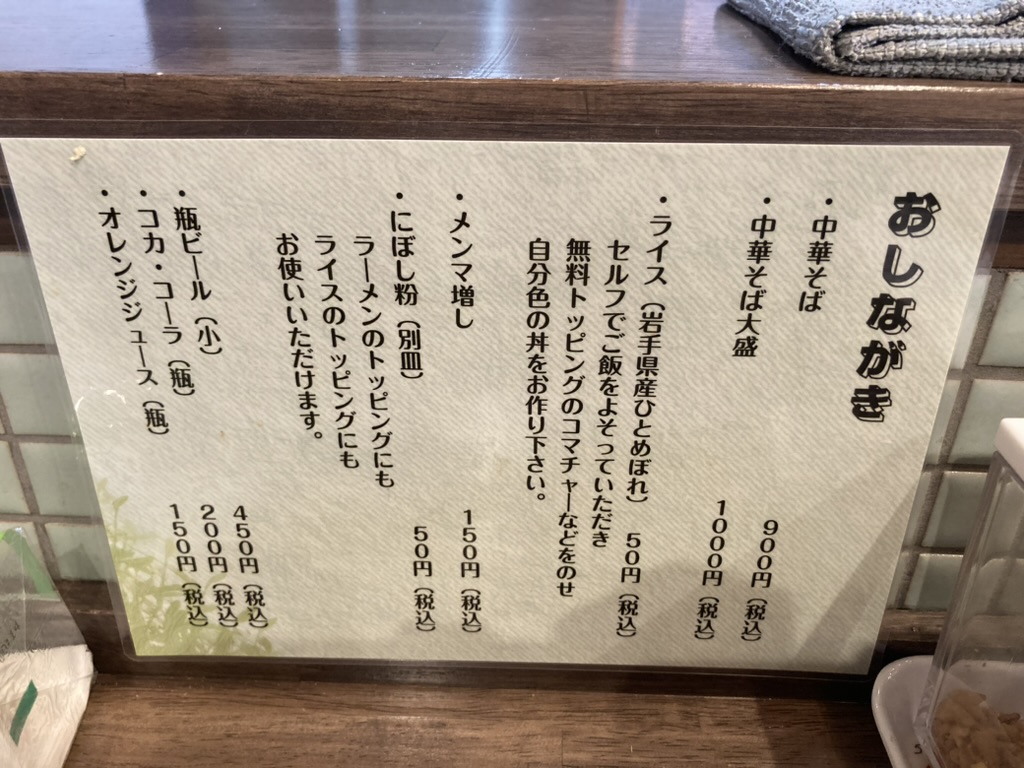 おしながき
・中華そば 900円（税込）
・中華そば大盛 1000円（税込）
・ライス（岩手県産ひとめぼれ） 50円（税込）
セルフでご飯をよそっていただき
無料トッピングのコマチャーなどをのせ
自分色の丼をお作り下さい。
・メンマ増し 150円（税込）
・にぼし粉（別皿） 50円（税込）
ラーメンのトッピングにも
ライスのトッピングにも
お使いいただけます。
・瓶ビール（小） 450円（税込）
・コカ・コーラ（瓶） 200円（税込）
・オレンジジュース（瓶） 150円（税込）